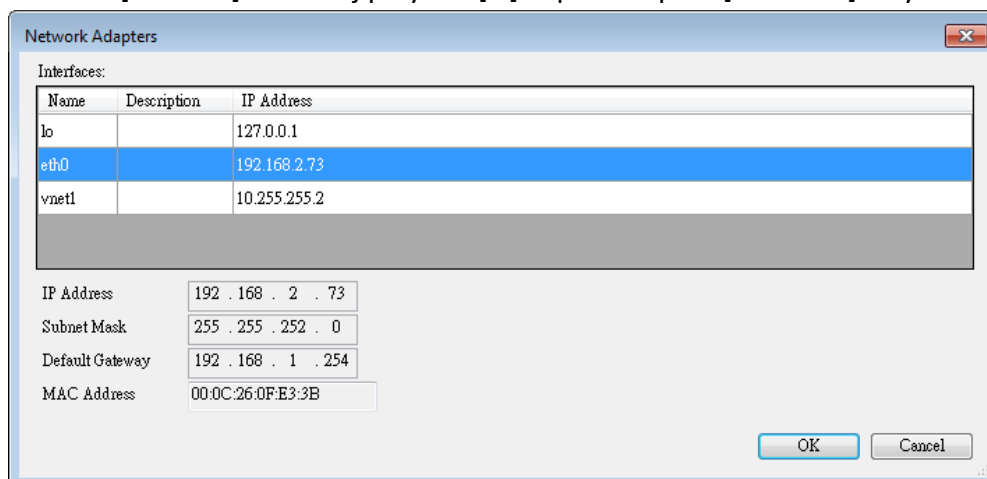 Network Adapters
Interfaces:
Name Description IP Address
lo 127.0.0.1
eth0 192.168.2.73
vnet1 10.255.255.2
IP Address 192 . 168 . 2 . 73
Subnet Mask 255 . 255 . 252 . 0
Default Gateway 192 . 168 . 1 . 254
MAC Address 00:0C:26:0F:E3:3B
OK Cancel